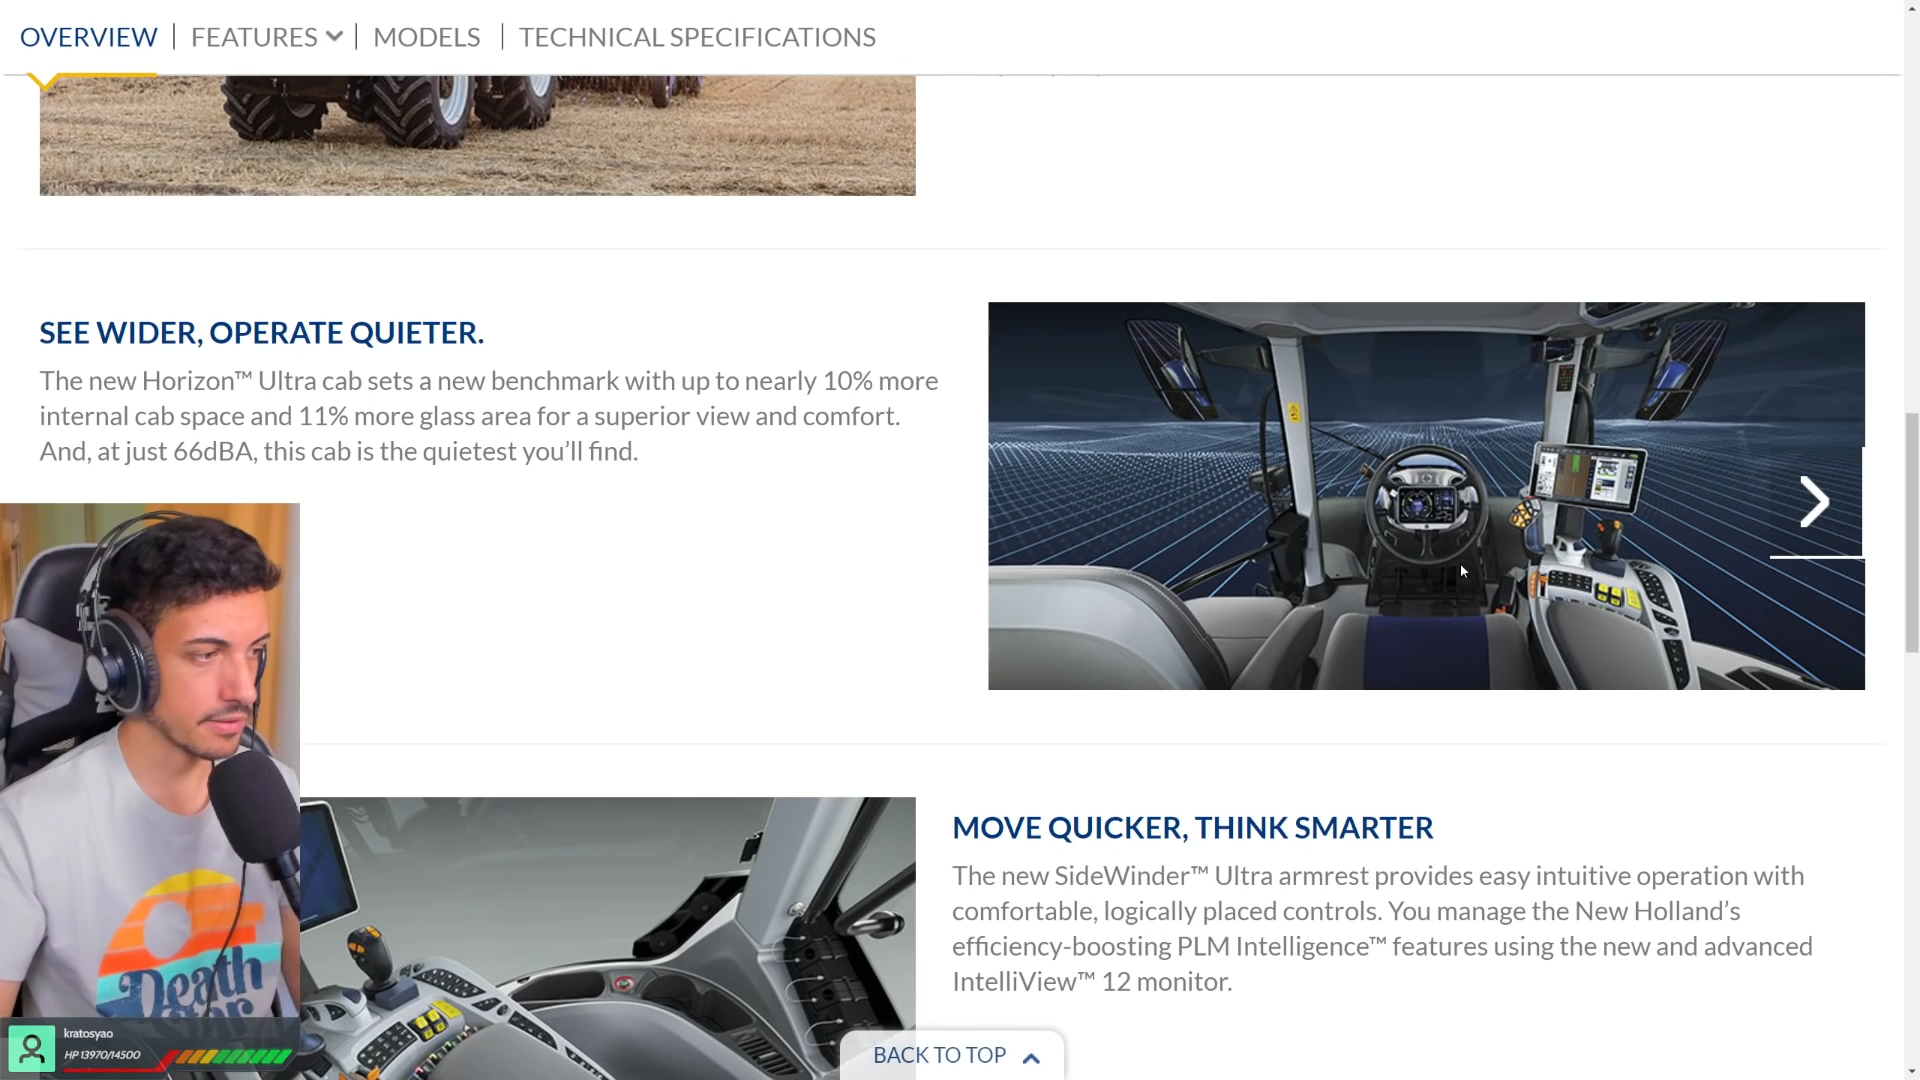 OVERVIEW
FEATURES
MODELS
TECHNICAL SPECIFICATIONS
SEE WIDER, OPERATE QUIETER.
The new Horizon™ Ultra cab sets a new benchmark with up to nearly 10% more
internal cab space and 11% more glass area for a superior view and comfort.
And, at just 66dBA, this cab is the quietest you’ll find.
MOVE QUICKER, THINK SMARTER
The new SideWinder™ Ultra armrest provides easy intuitive operation with
comfortable, logically placed controls. You manage the New Holland’s
efficiency-boosting PLM Intelligence™ features using the new and advanced
IntelliView™ 12 monitor.
Death
Star
kratosyao
HP 13970/14500
BACK TO TOP